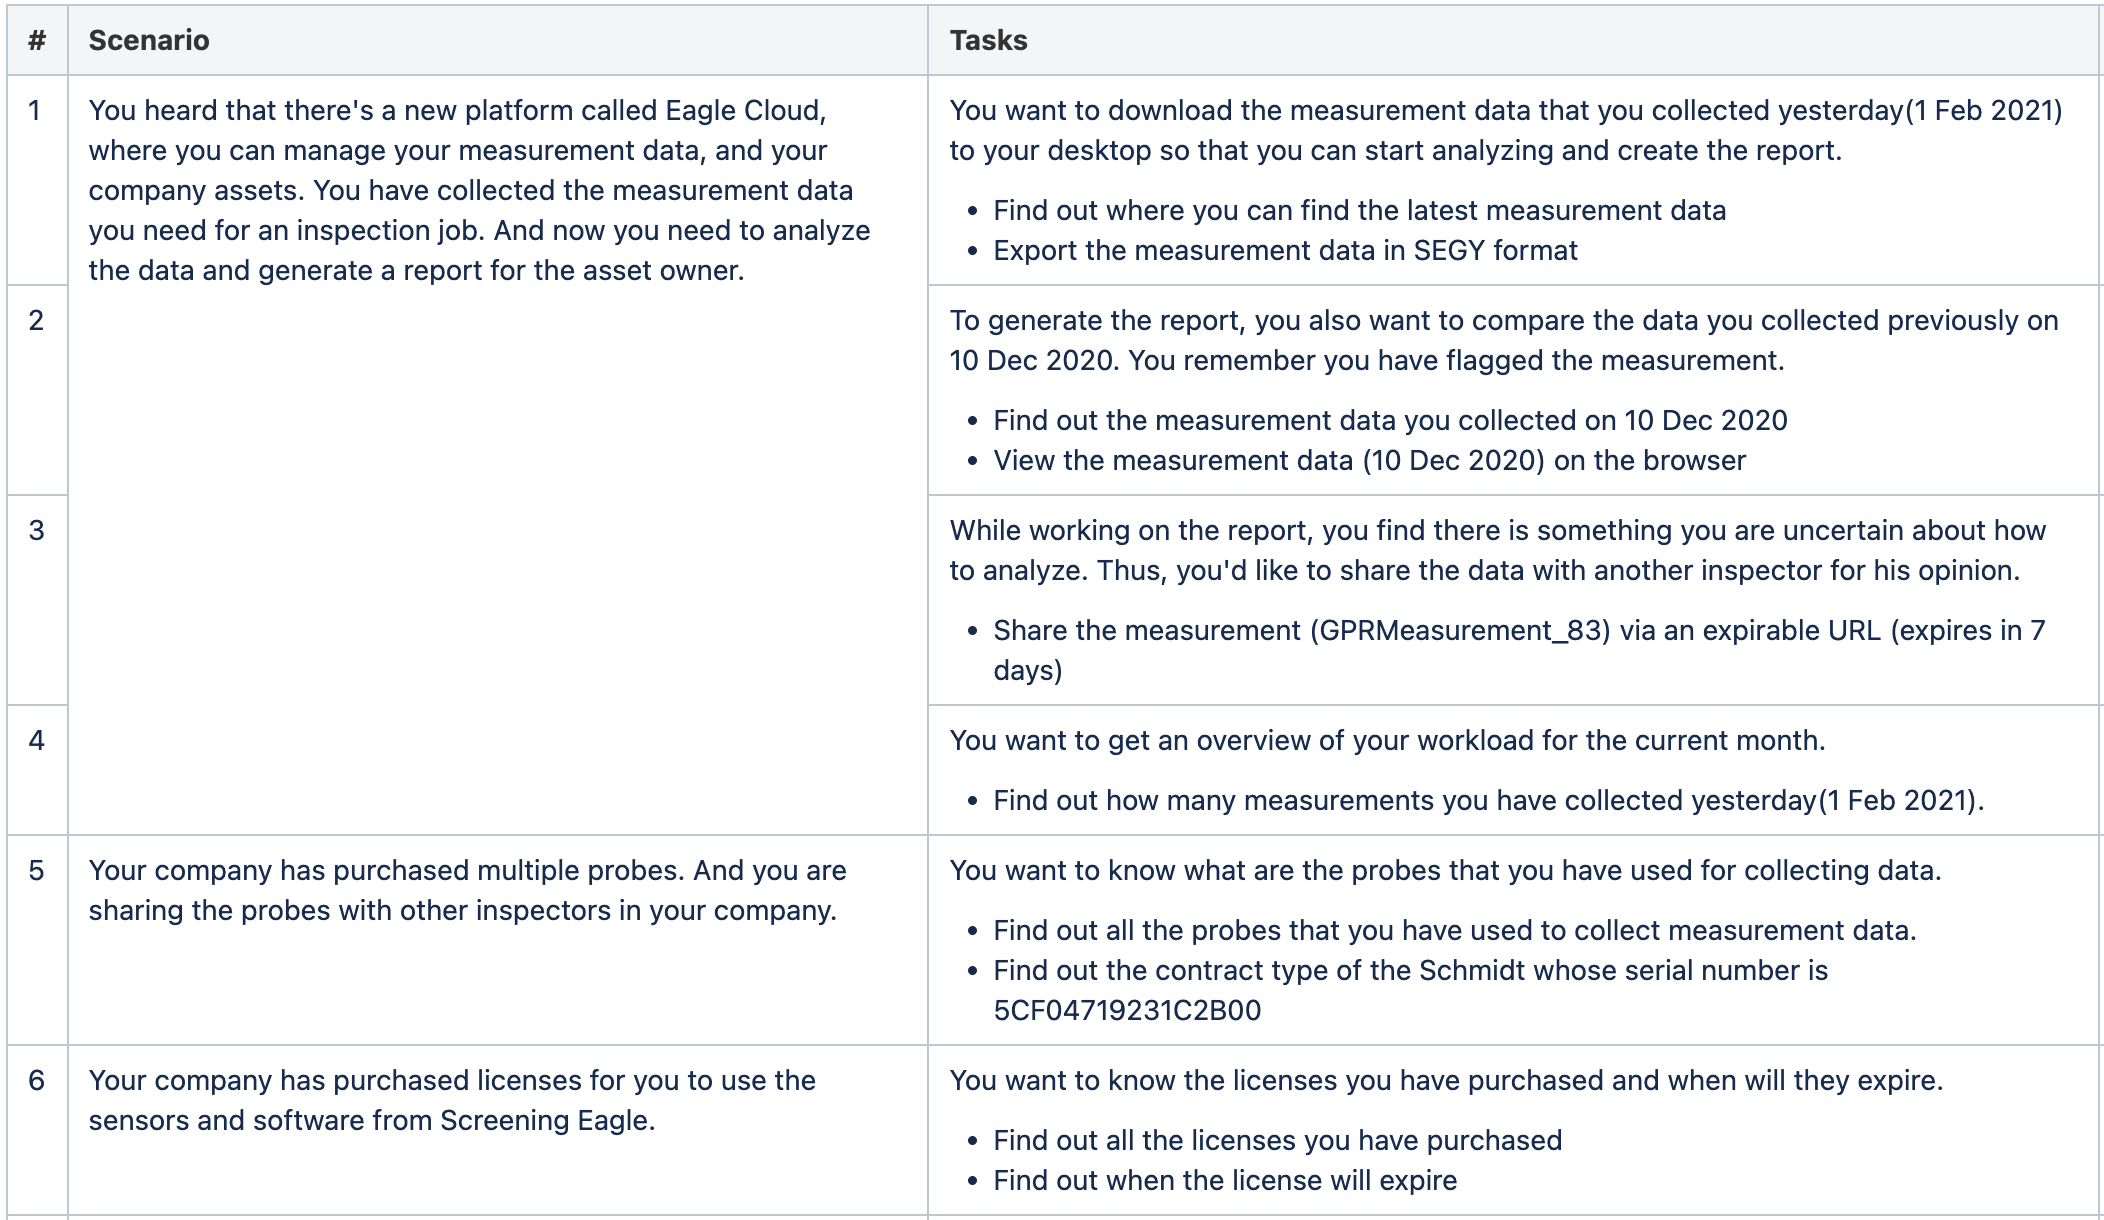 # Scenario Tasks
1
You heard that there's a new platform called Eagle Cloud,
where you can manage your measurement data, and your
company assets. You have collected the measurement data
you need for an inspection job. And now you need to analyze
the data and generate a report for the asset owner.
You want to download the measurement data that you collected yesterday(1 Feb 2021)
to your desktop so that you can start analyzing and create the report.
• Find out where you can find the latest measurement data
• Export the measurement data in SEGY format
2
To generate the report, you also want to compare the data you collected previously on
10 Dec 2020. You remember you have flagged the measurement.
• Find out the measurement data you collected on 10 Dec 2020
• View the measurement data (10 Dec 2020) on the browser
3
While working on the report, you find there is something you are uncertain about how
to analyze. Thus, you'd like to share the data with another inspector for his opinion.
• Share the measurement (GPRMeasurement_83) via an expirable URL (expires in 7
days)
4
You want to get an overview of your workload for the current month.
• Find out how many measurements you have collected yesterday(1 Feb 2021).
5
Your company has purchased multiple probes. And you are
sharing the probes with other inspectors in your company.
You want to know what are the probes that you have used for collecting data.
• Find out all the probes that you have used to collect measurement data.
• Find out the contract type of the Schmidt whose serial number is
5CF04719231C2B00
6
Your company has purchased licenses for you to use the
sensors and software from Screening Eagle.
You want to know the licenses you have purchased and when will they expire.
• Find out all the licenses you have purchased
• Find out when the license will expire